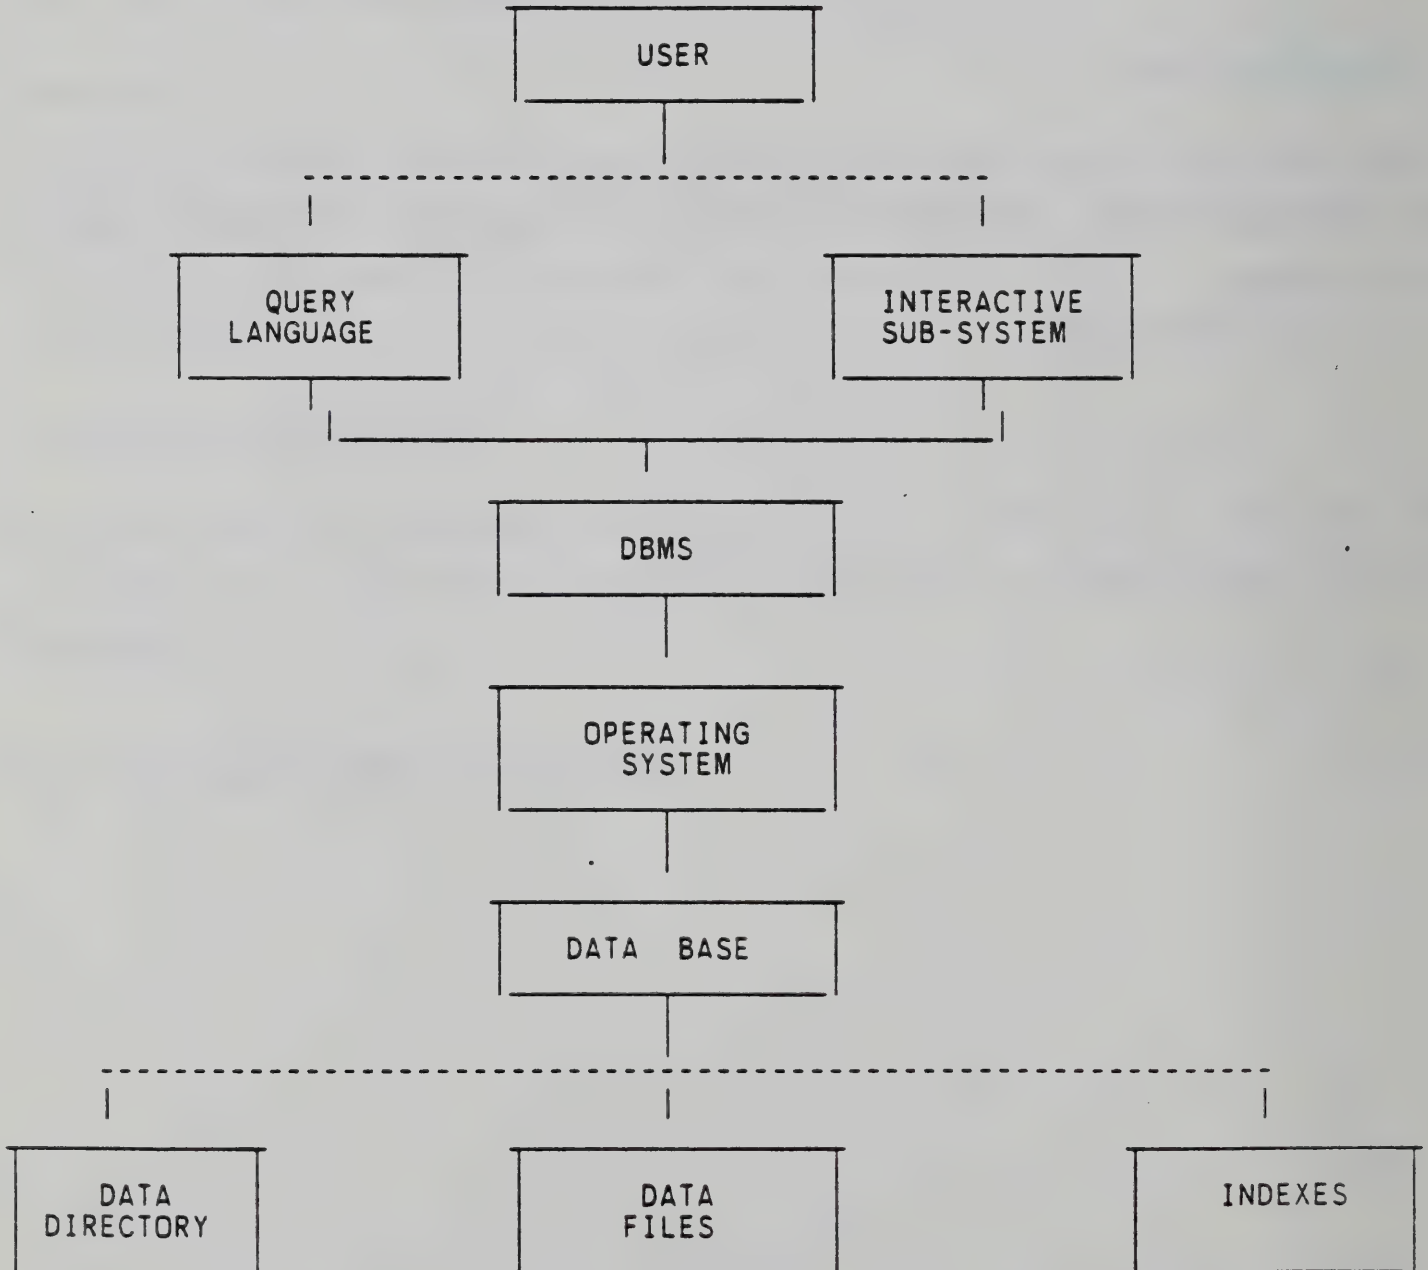 USER
QUERY
LANGUAGE
INTERACTIVE
SUB-SYSTEM
DBMS
OPERATING
SYSTEM
DATA BASE
DATA
DIRECTORY
DATA
FILES
INDEXES